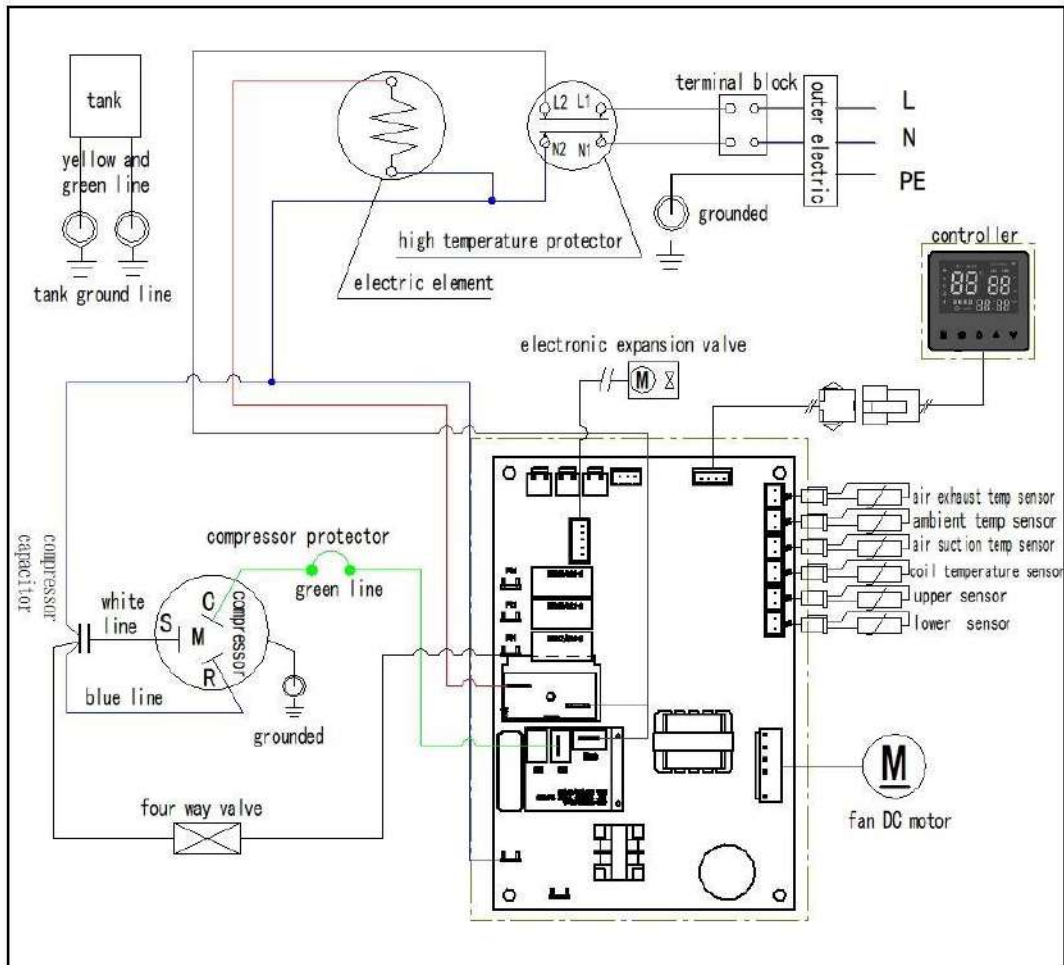 tank
yellow and
green line
tank ground line
L2 L1
N2 N1
terminal block
outer electric
L
N
PE
grounded
high temperature protector
electric element
controller
electronic expansion valve
air exhaust temp sensor
ambient temp sensor
air suction temp sensor
coil temperature sensor
upper sensor
lower sensor
compressor protector
green line
compressor
capacitor
white
line
S
C
M
R
compressor
blue line
grounded
four way valve
M
M
fan DC motor